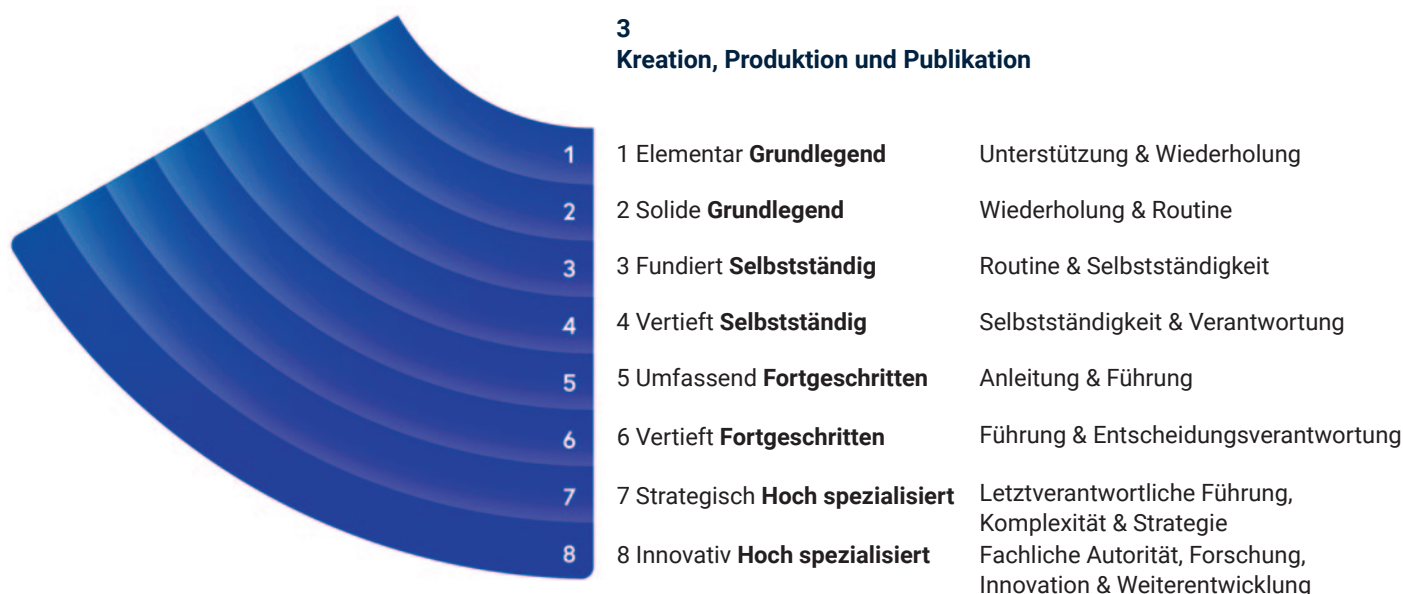 3
Kreation, Produktion und Publikation
1 1 Elementar Grundlegend Unterstützung & Wiederholung
2 2 Solide Grundlegend Wiederholung & Routine
3 3 Fundiert Selbstständig Routine & Selbstständigkeit
4 4 Vertieft Selbstständig Selbstständigkeit & Verantwortung
5 5 Umfassend Fortgeschritten Anleitung & Führung
6 6 Vertieft Fortgeschritten Führung & Entscheidungsverantwortung
7 7 Strategisch Hoch spezialisiert Letztverantwortliche Führung,
Komplexität & Strategie
8 8 Innovativ Hoch spezialisiert Fachliche Autorität, Forschung,
Innovation & Weiterentwicklung